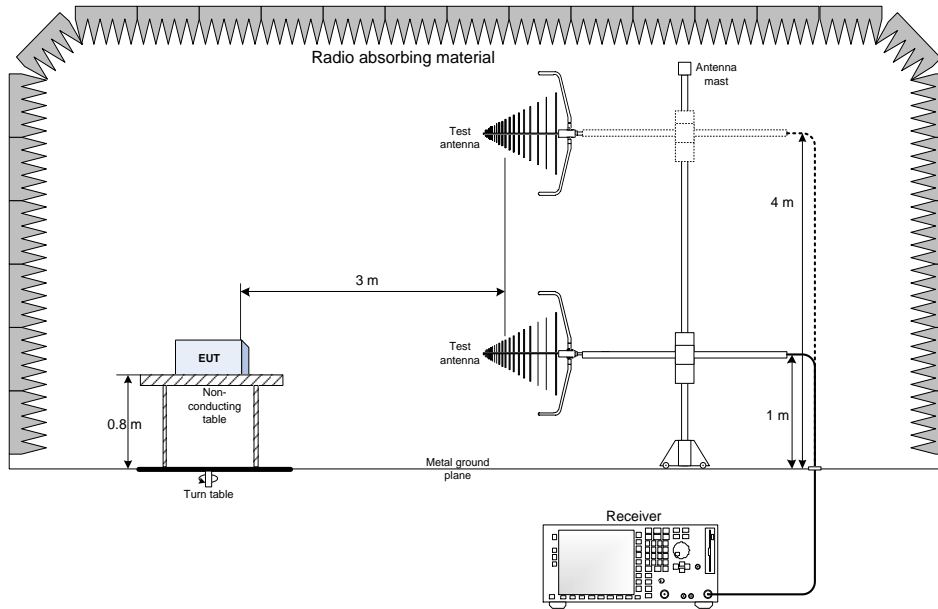 Radio absorbing material
Antenna
mast
Test
antenna
4 m
3 m
Test
antenna
EUT
Non-
conducting
table
0.8 m
1 m
Metal ground
plane
Turn table
Receiver